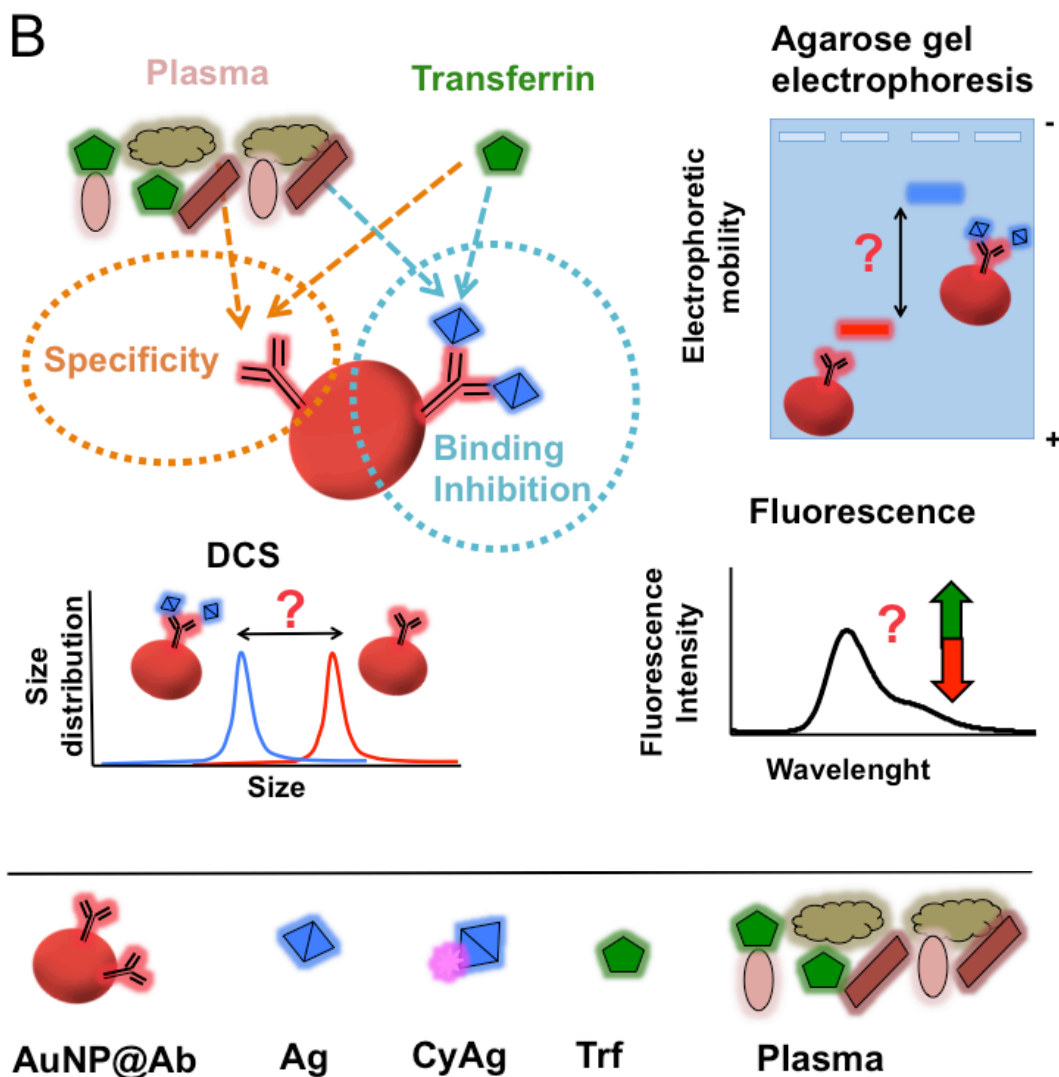 B
Plasma
Transferrin
Agarose gel
electrophoresis
-
Electrophoretic
mobility
?
+
Specificity
Binding
Inhibition
DCS
Size
distribution
?
Size
Fluorescence
Fluorescence
Intensity
?
Wavelenght
AuNP@Ab
Ag
CyAg
Trf
Plasma